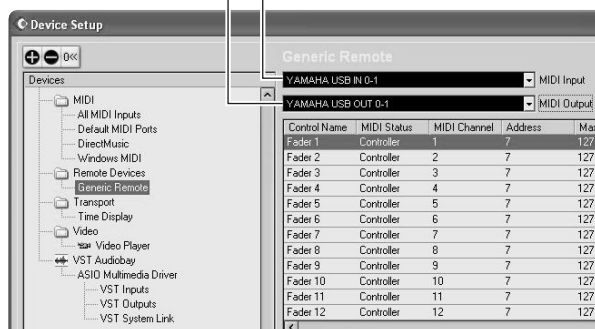 Device Setup
0«
Generic Remote
Devices
YAMAHA USB IN 0-1
MIDI Input
YAMAHA USB OUT 0-1
MIDI Output
MIDI
All MIDI Inputs
Default MIDI Ports
DirectMusic
Windows MIDI
Remote Devices
Generic Remote
Transport
Time Display
Video
Video Player
VST Audiobay
ASIO Multimedia Driver
VST Inputs
VST Outputs
VST System Link
Control Name MIDI Status MIDI Channel Address Max
Fader 1 Controller 1 7 127
Fader 2 Controller 2 7 127
Fader 3 Controller 3 7 127
Fader 4 Controller 4 7 127
Fader 5 Controller 5 7 127
Fader 6 Controller 6 7 127
Fader 7 Controller 7 7 127
Fader 8 Controller 8 7 127
Fader 9 Controller 9 7 127
Fader 10 Controller 10 7 127
Fader 11 Controller 11 7 127
Fader 12 Controller 12 7 127